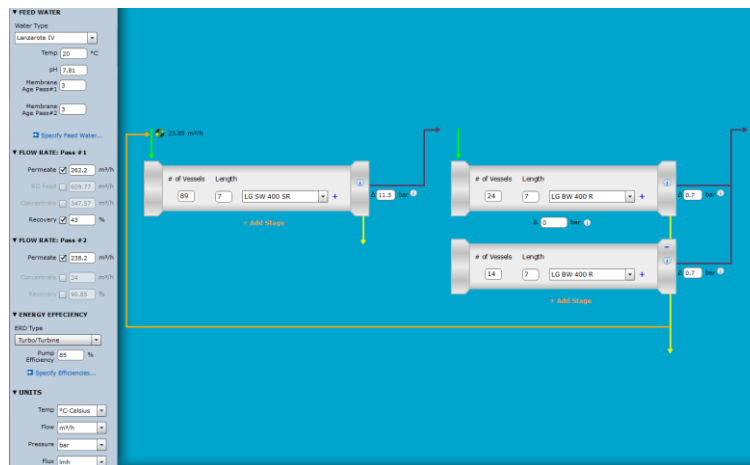 ▼ FEED WATER
Water Type
Lanzarote IV
Temp 20 °C
pH 7.81
Membrane
Age Pass#1 3
Membrane
Age Pass#2 3
Specify Feed Water...
▼ FLOW RATE: Pass #1
Permeate 262.2 m³/h
RO Feed 609.77 m³/h
Concentrate 347.57 m³/h
Recovery 43 %
▼ FLOW RATE: Pass #2
Permeate 238.2 m³/h
Concentrate 24 m³/h
Recovery 90.85 %
▼ ENERGY EFFECIENCY
ERD Type
Turbo/Turbine
Pump
Efficiency 85 %
Specify Efficiencies...
▼ UNITS
Temp °C-Celsius
Flow m³/h
Pressure bar
Flux lmh
23.85 m³/h
# of Vessels Length
89 7 LG SW 400 SR +
Δ 11.3 bar
+ Add Stage
# of Vessels Length
24 7 LG BW 400 R +
Δ 0.7 bar
Δ 0 bar
# of Vessels Length
14 7 LG BW 400 R +
Δ 0.7 bar
+ Add Stage